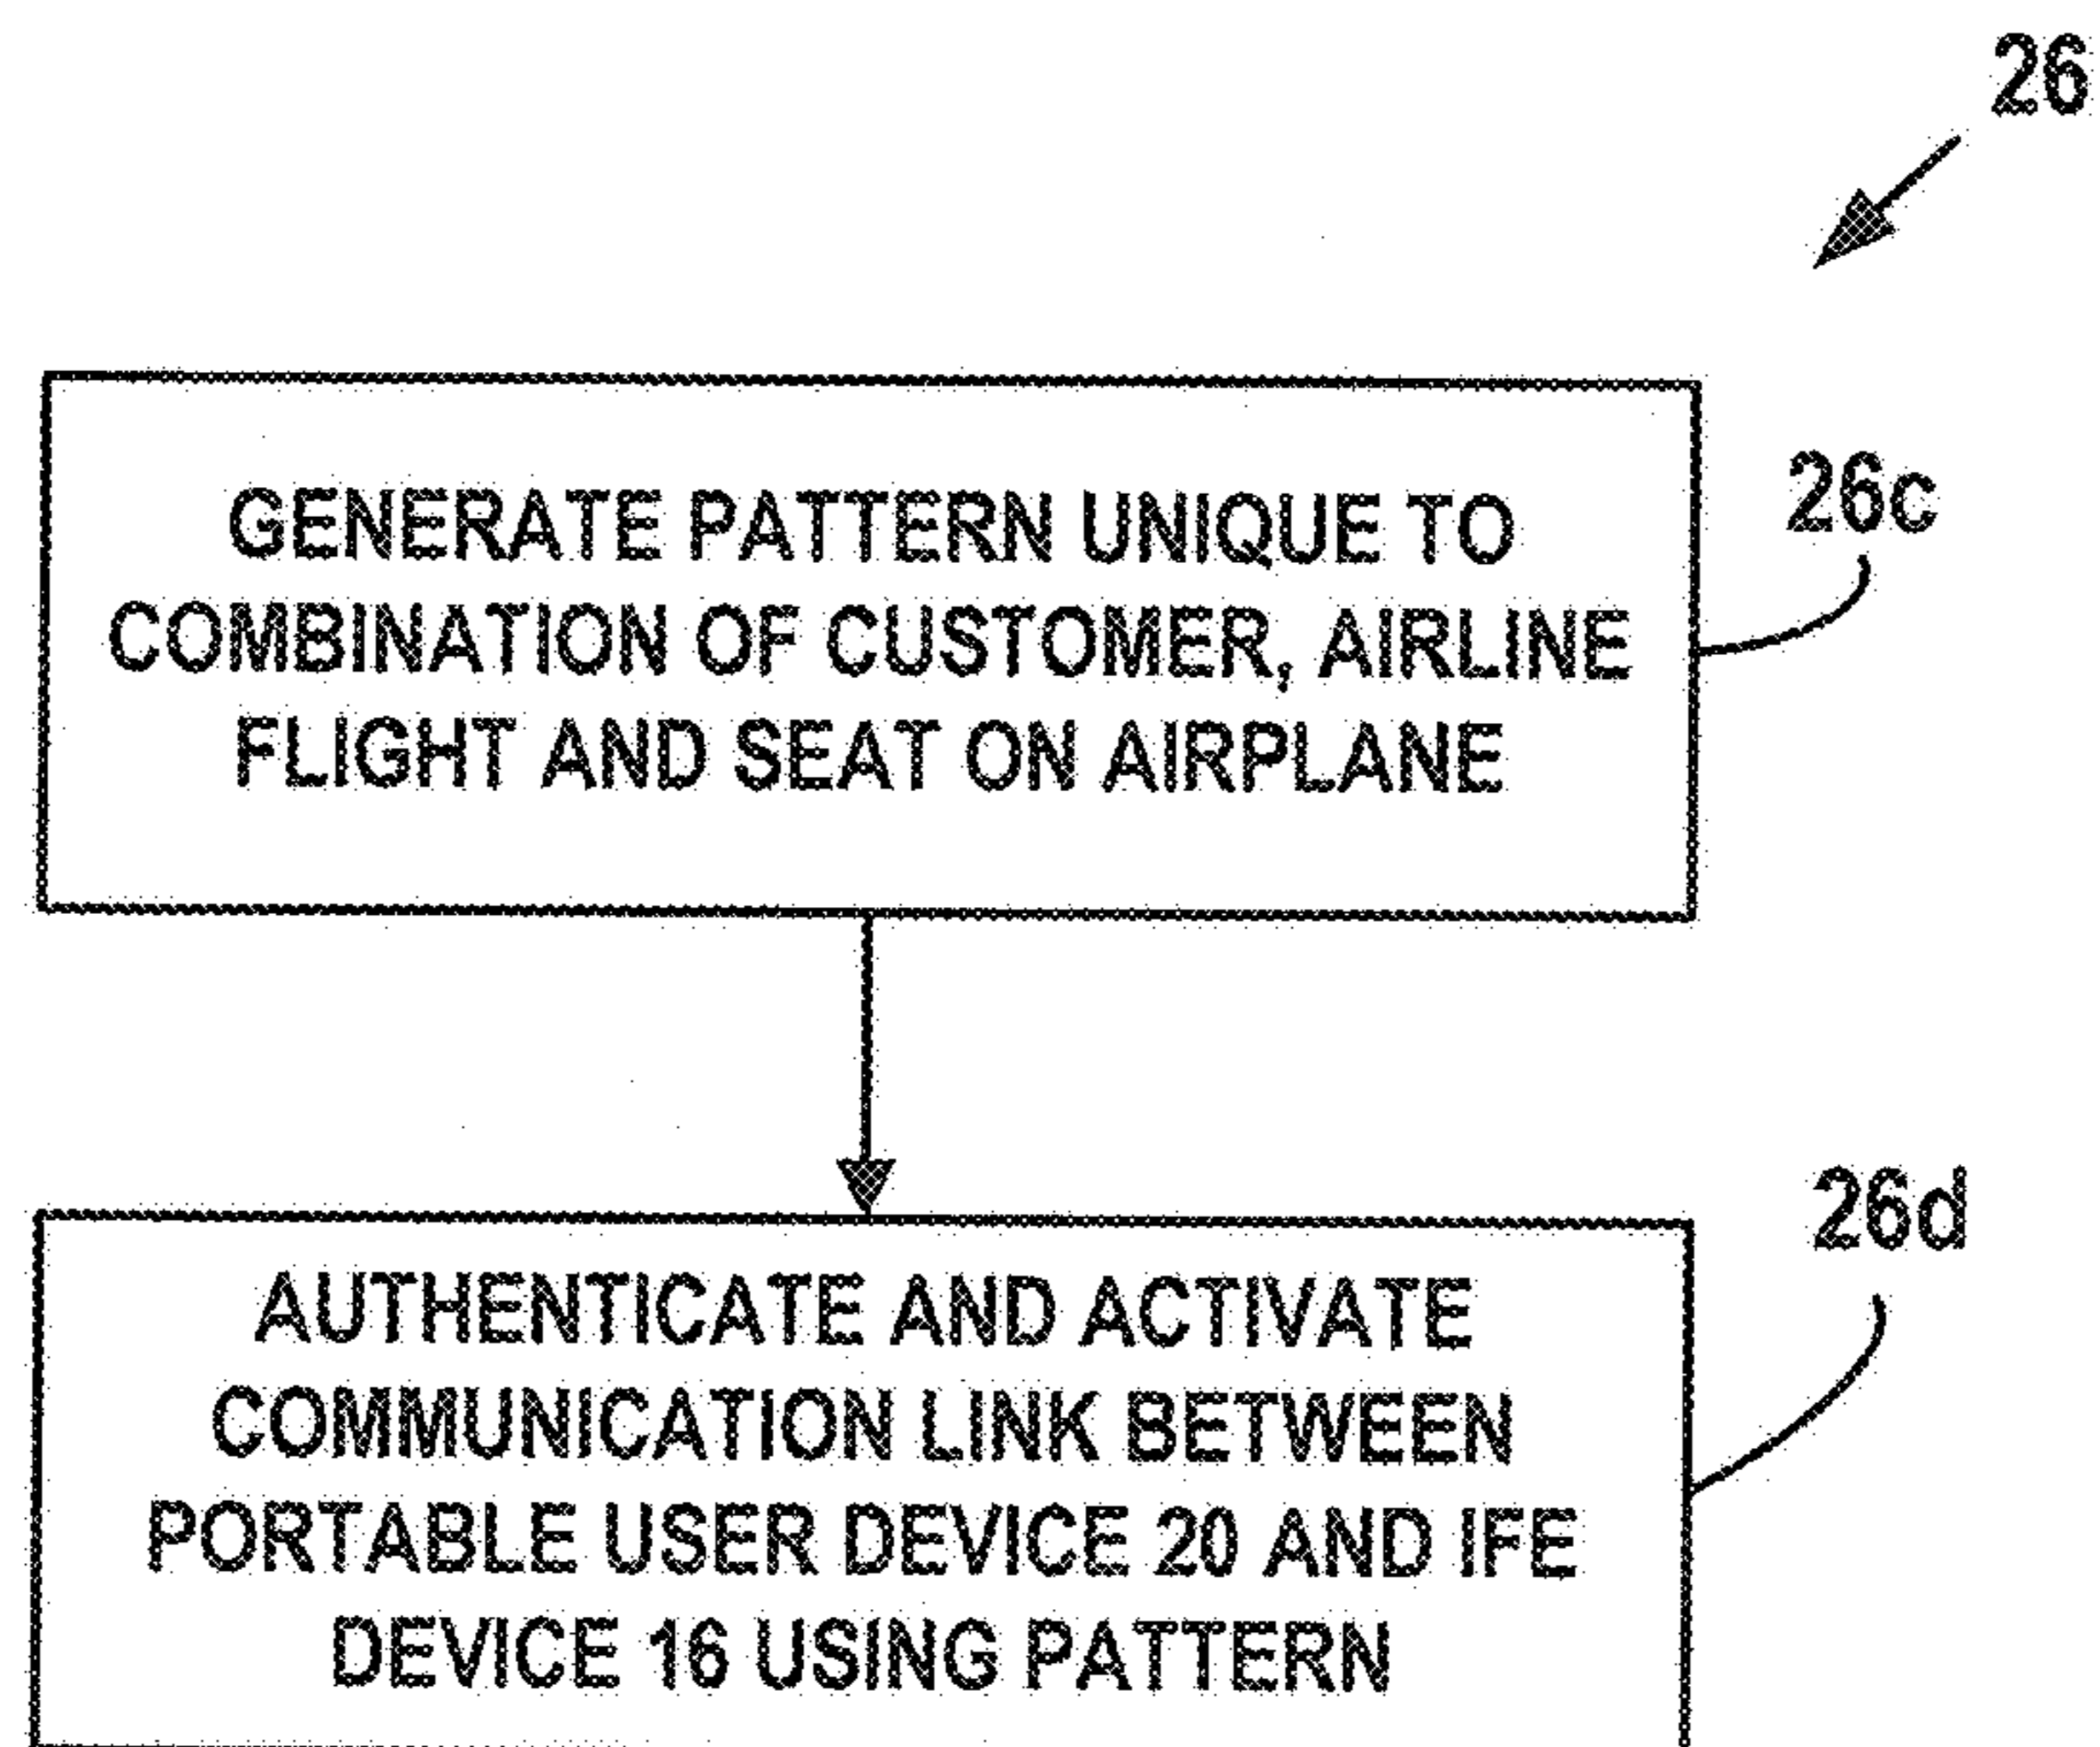 26
GENERATE PATTERN UNIQUE TO
COMBINATION OF CUSTOMER, AIRLINE
FLIGHT AND SEAT ON AIRPLANE
26c
AUTHENTICATE AND ACTIVATE
COMMUNICATION LINK BETWEEN
PORTABLE USER DEVICE 20 AND IFE
DEVICE 16 USING PATTERN
26d